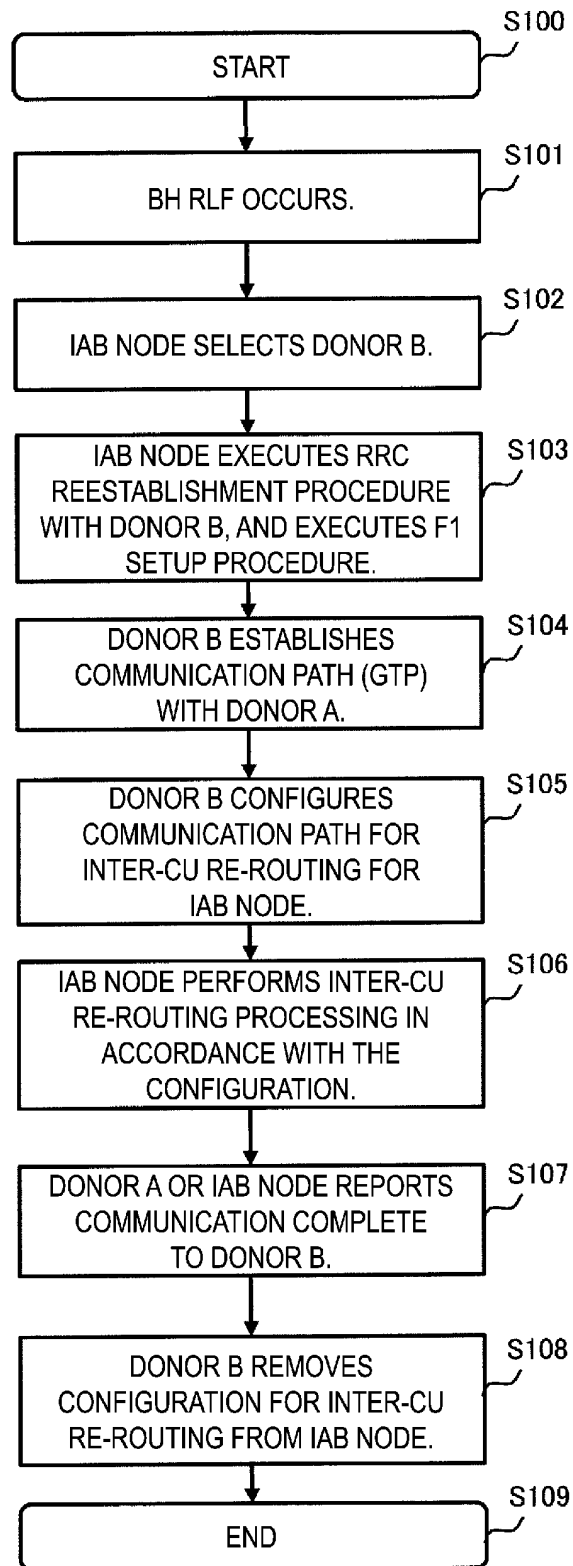 S100
START
S101
BH RLF OCCURS.
S102
IAB NODE SELECTS DONOR B.
S103
IAB NODE EXECUTES RRC
REESTABLISHMENT PROCEDURE
WITH DONOR B, AND EXECUTES F1
SETUP PROCEDURE.
S104
DONOR B ESTABLISHES
COMMUNICATION PATH (GTP)
WITH DONOR A.
S105
DONOR B CONFIGURES
COMMUNICATION PATH FOR
INTER-CU RE-ROUTING FOR
IAB NODE.
S106
IAB NODE PERFORMS INTER-CU
RE-ROUTING PROCESSING IN
ACCORDANCE WITH THE
CONFIGURATION.
S107
DONOR A OR IAB NODE REPORTS
COMMUNICATION COMPLETE
TO DONOR B.
S108
DONOR B REMOVES
CONFIGURATION FOR INTER-CU
RE-ROUTING FROM IAB NODE.
S109
END